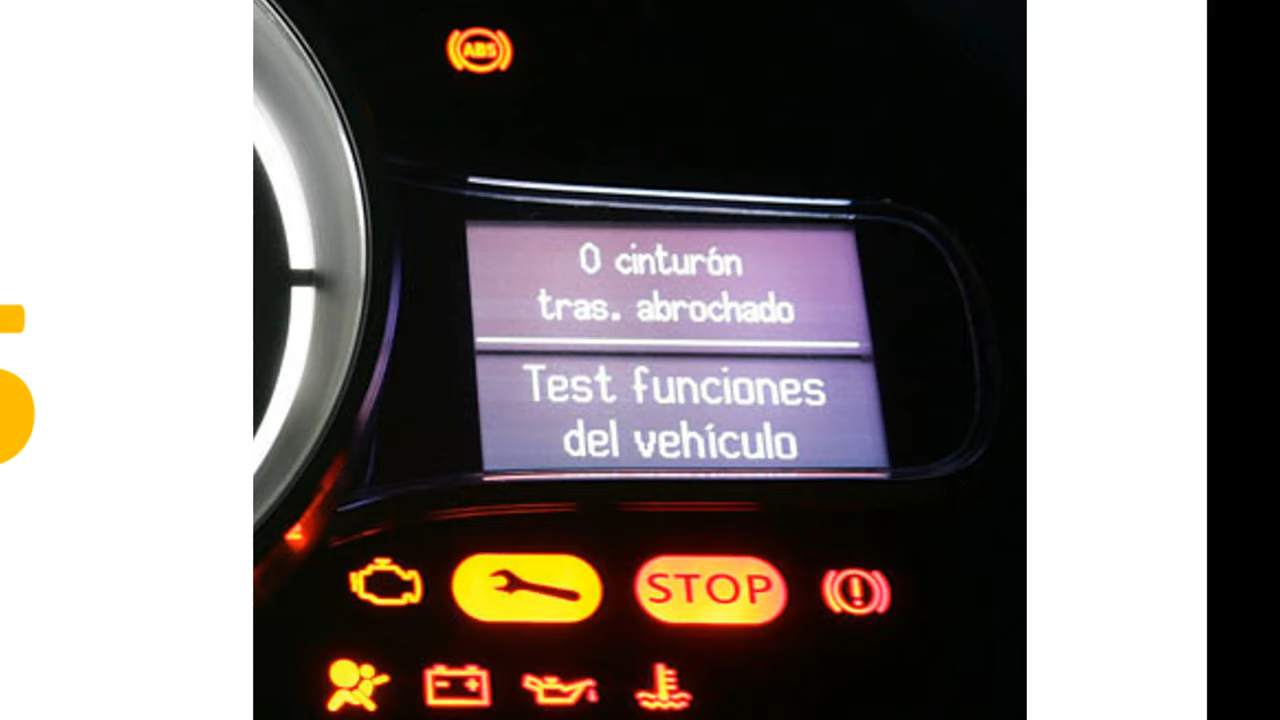 ABS
0 cinturón
tras. abrochado
Test funciones
del vehículo
STOP